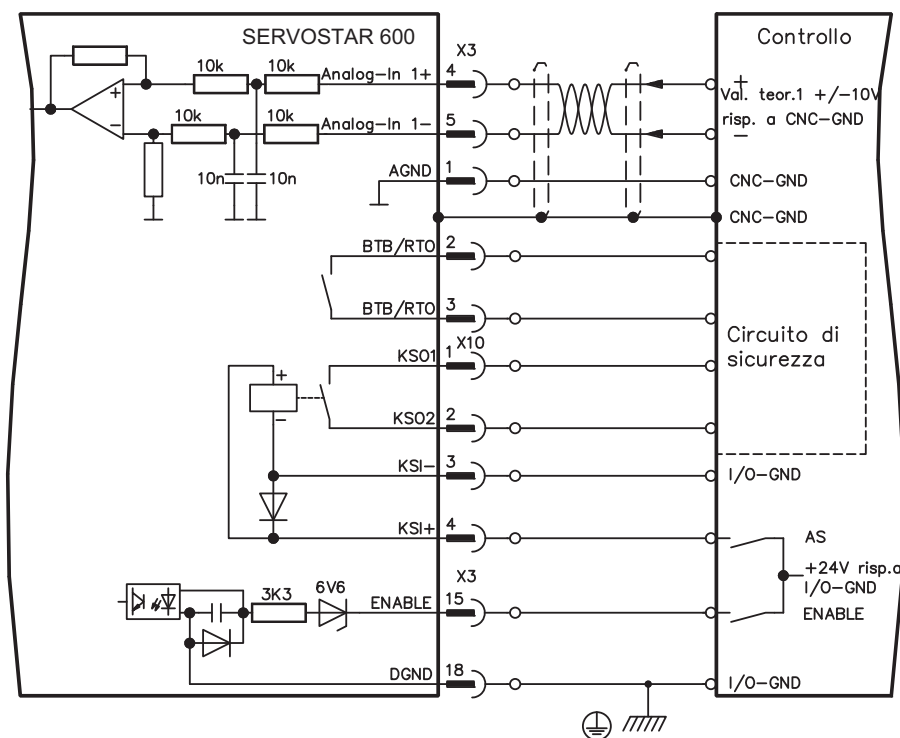 SERVOSTAR 600
Controllo
X3
10k
10k
Analog-In 1+
4
+
-
+
Val. teor.1 +/-10V
risp. a CNC-GND
-
10k
10k
Analog-In 1-
5
10n
10n
AGND
1
CNC-GND
CNC-GND
BTB/RTO
2
BTB/RTO
3
Circuito di
sicurezza
X10
KSO1
1
+
-
KSO2
2
KSI-
3
I/O-GND
KSI+
4
AS
+24V risp.a
I/O-GND
X3
3K3
6V6
ENABLE
15
ENABLE
DGND
18
I/O-GND